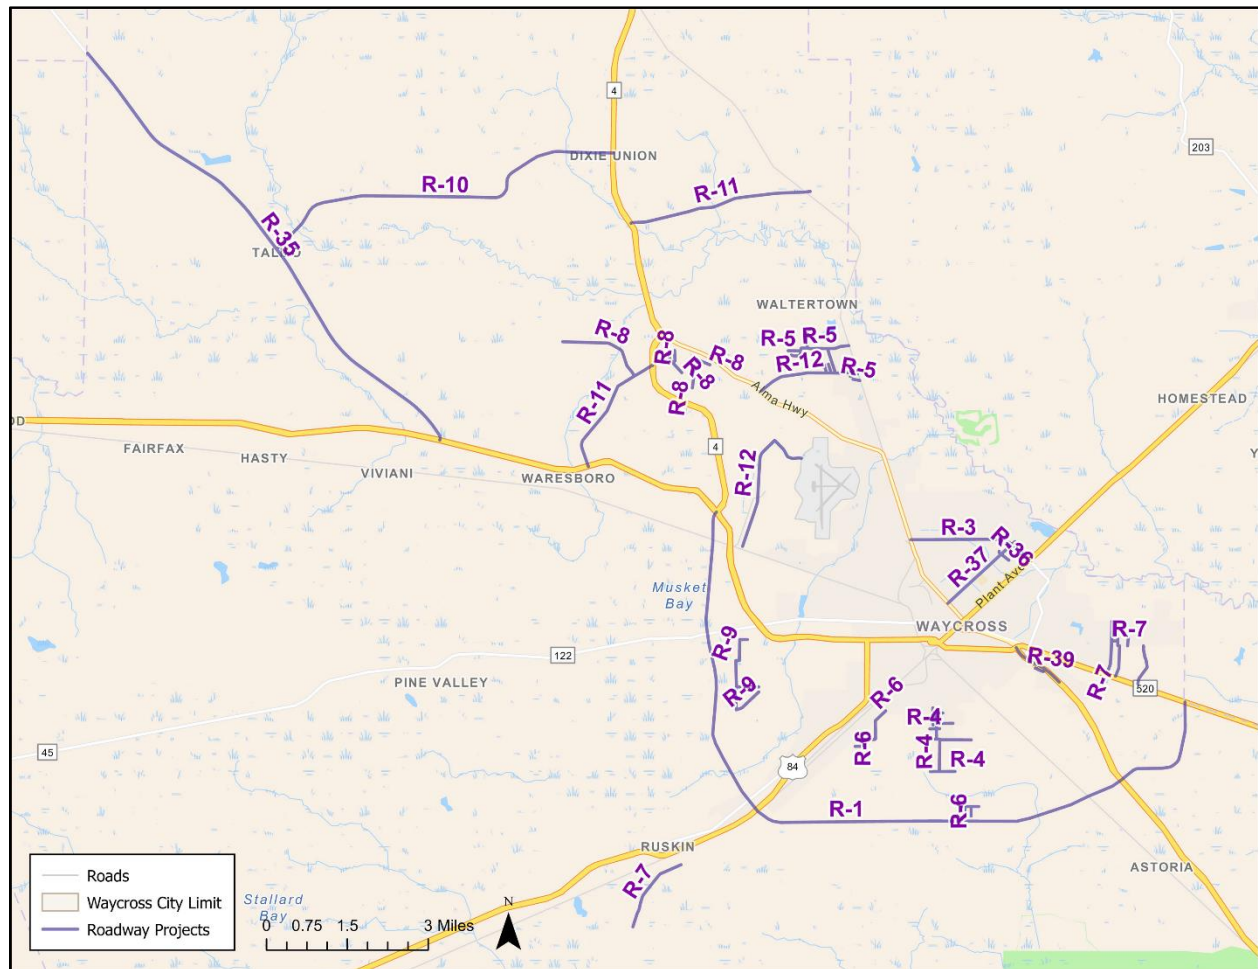 4
203
DIXIE UNION
R-10
R-11
R-35
WALTERTOWN
R-8
R-8
R-5
R-5
R-8
R-8
R-12
R-5
R-8
Alma Hwy
R-11
HOMESTEAD
FAIRFAX
HASTY
VIVIANI
WARESBORO
4
R-12
R-3
R-36
R-37
Plant Ave
Musket
Bay
WAYCROSS
R-7
R-9
122
PINE VALLEY
R-39
R-7
520
R-9
R-6
R-4
R-6
R-4
R-4
45
84
R-1
R-6
RUSKIN
R-7
ASTORIA
Stallard
Bay
Roads
Waycross City Limit
Roadway Projects
N
0 0.75 1.5 3 Miles